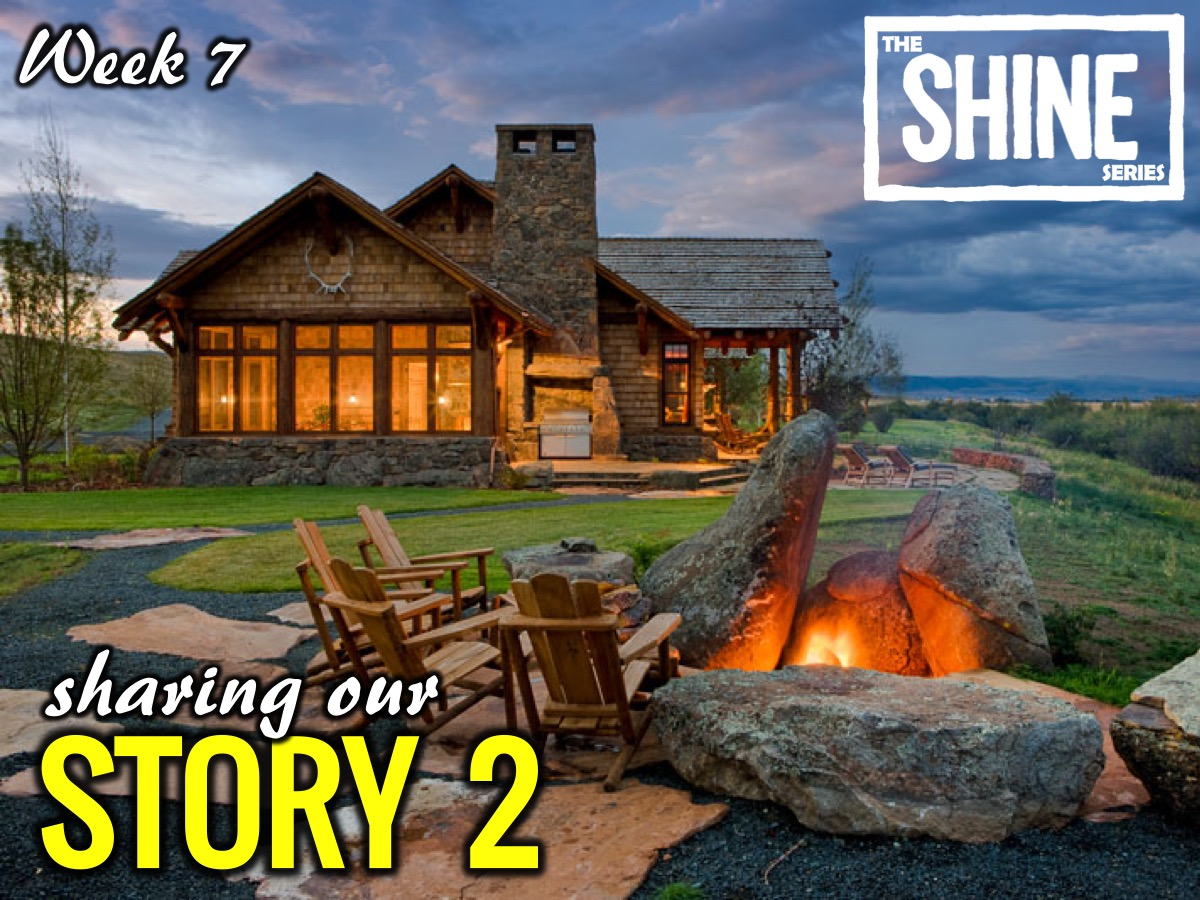 Week 7
THE
SHINE
SERIES
sharing our
STORY 2